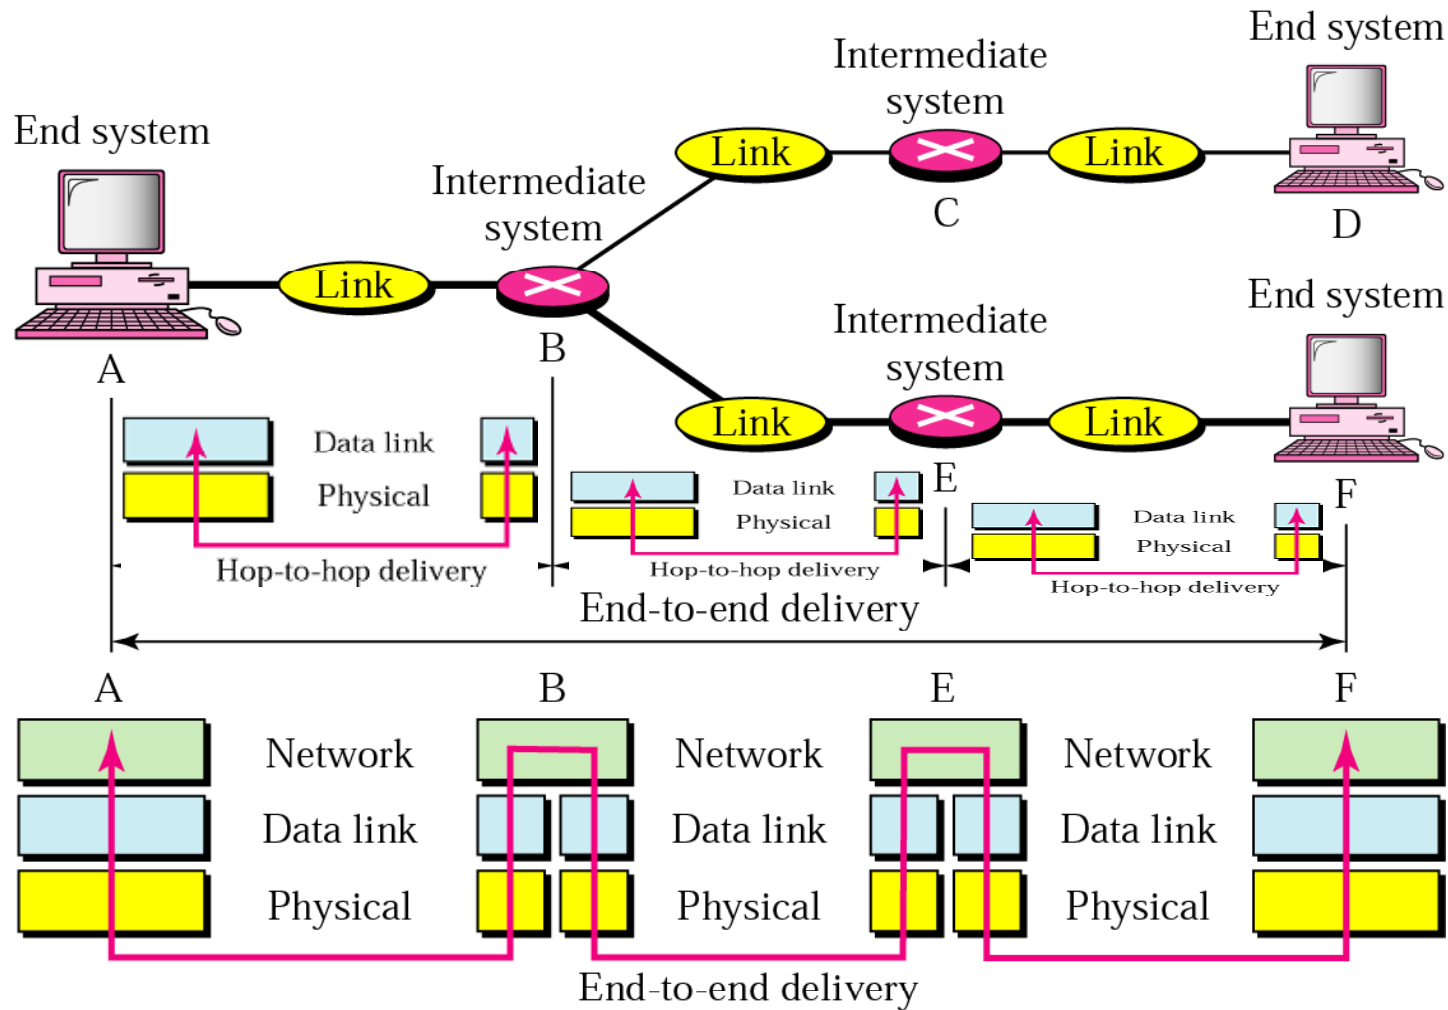 End system
Intermediate
system
End system
Link
C
Link
D
Intermediate
system
End system
Link
A
B
Intermediate
system
End system
Link
E
Link
F
Data link
Physical
Hop-to-hop delivery
Data link
Physical
Hop-to-hop delivery
Data link
Physical
Hop-to-hop delivery
End-to-end delivery
A
B
E
F
Network
Network
Network
Data link
Data link
Data link
Physical
Physical
Physical
End-to-end delivery